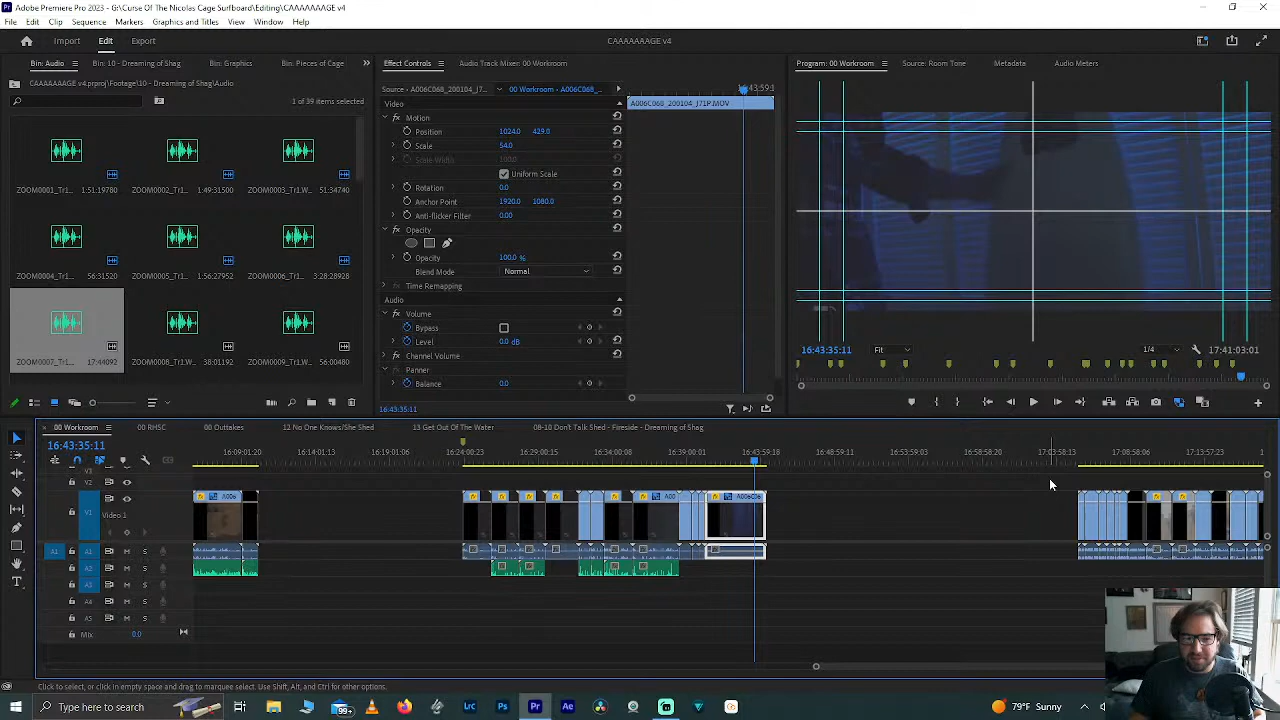 Adobe Premiere Pro 2023 - G:\Curse Of The Nicolas Cage Surfboard\Editing\CAAAAAAAGE v4
File Edit Clip Sequence Markers Graphics and Titles View Window Help
Import Edit Export CAAAAAAAGE v4
Bin: Audio Bin: 10 - Dreaming of Shag Bin: Graphics Bin: Pieces of Cage
Effect Controls Audio Track Mixer: 00 Workroom
Program: 00 Workroom Source: Room Tone Metadata Audio Meters
CAAAAAAAGE v4.prproj\Footage\10 - Dreaming of Shag\Audio
1 of 39 items selected
ZOOM0001_Tr1... 1:51:19780
ZOOM0002_Tr1... 1:49:31500
ZOOM0003_Tr1... 51:34740
ZOOM0004_Tr1... 56:31520
ZOOM0005_Tr1... 1:56:27952
ZOOM0006_Tr1... 3:28:28928
ZOOM0007_Tr1... 17:44092
ZOOM0008_Tr1... 38:01192
ZOOM0009_Tr1... 56:00480
Source - A006C068_200104_J7... 00 Workroom - A006C068_... 43:59:1
Video A006C068_200104_J71P.MOV
fx Motion
Position 1024.0 429.0
Scale 54.0
Scale Width 100.0
Uniform Scale
Rotation 0.0
Anchor Point 1920.0 1080.0
Anti-flicker Filter 0.00
fx Opacity
Opacity 100.0 %
Blend Mode Normal
Time Remapping
Audio
fx Volume
Bypass
Level 0.0 dB
Channel Volume
Panner
Balance 0.0
16:43:35:11
16:43:35:11 Fit 1/4 17:41:03:01
00 Workroom 00 RHSC 00 Outtakes 12 No One Knows/She Shed 13 Get Out Of The Water 08-10 Don't Talk Shed - Fireside - Dreaming of Shag
16:43:35:11
16:09:01:20 16:14:01:13 16:19:01:06 16:24:00:23 16:29:00:15 16:34:00:08 16:39:00:01 16:43:59:18 16:48:59:11 16:53:59:03 16:58:58:20 17:03:58:13 17:08:58:06 17:13:57:23
V3
V2
V1 Video 1
A1 A1 M S
A2 M S
A3 M S
A4 M S
A5 M S
Mix 0.0
Click to select, or click in empty space and drag to marquee select. Use Shift, Alt, and Ctrl for other options.
Type here to search
99+
Lrc Ps Pr Ae
79°F Sunny